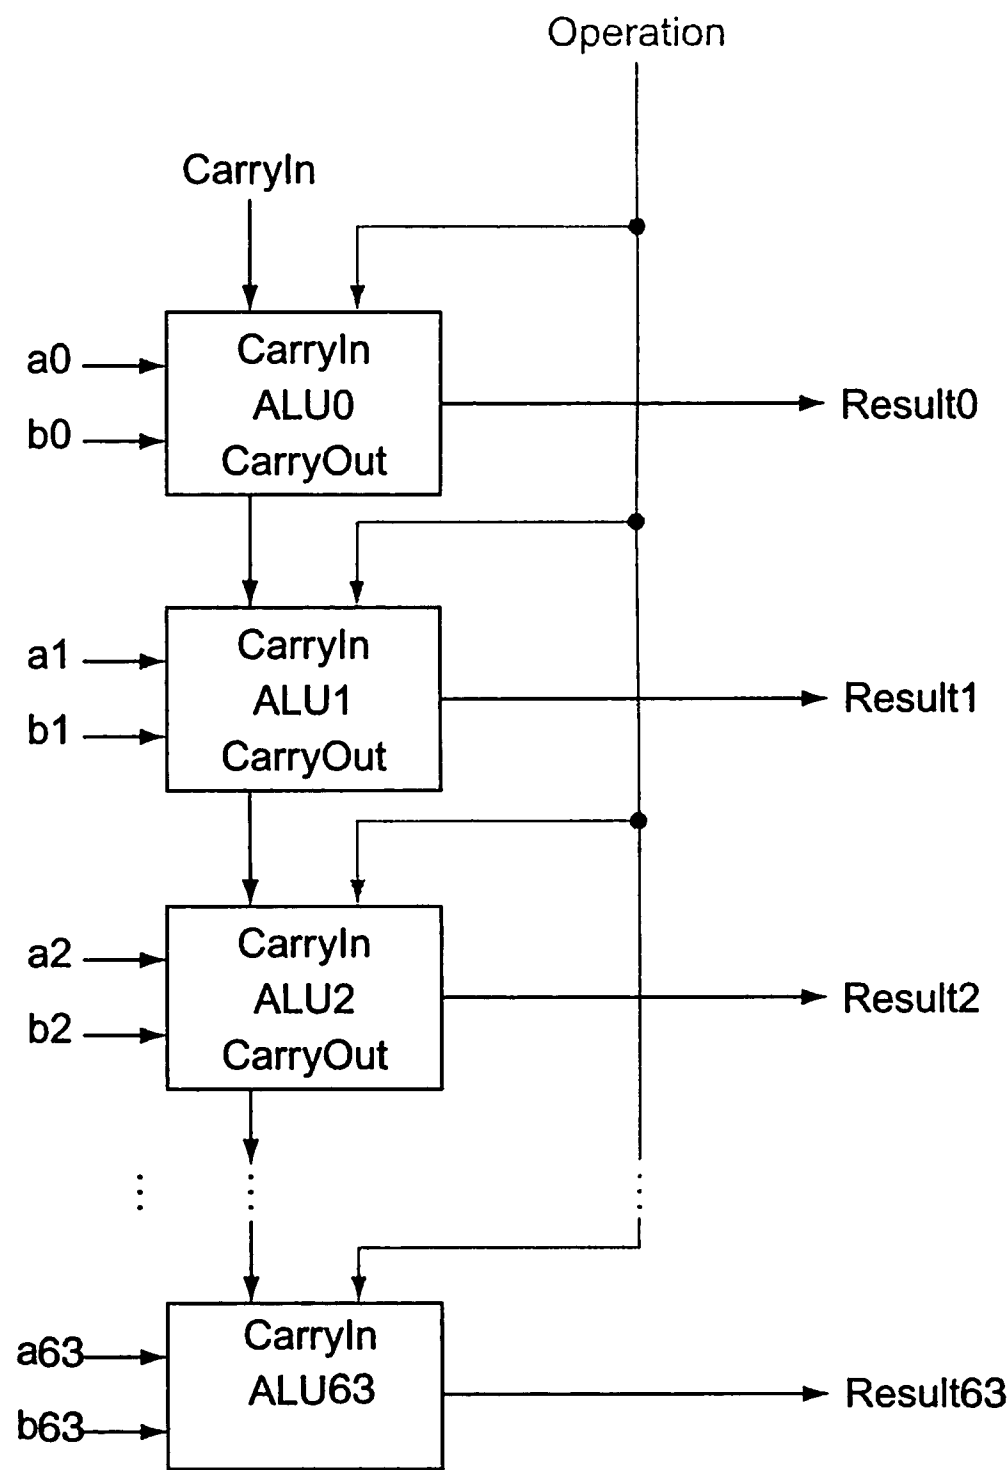 Operation
CarryIn
CarryIn
a0
ALU0
Result0
b0
CarryOut
CarryIn
a1
ALU1
Result1
b1
CarryOut
CarryIn
a2
ALU2
Result2
b2
CarryOut
CarryIn
a63
ALU63
Result63
b63